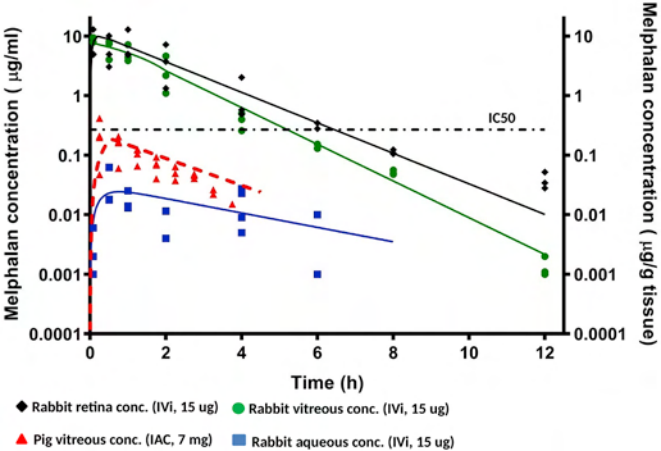 Melphalan concentration ( μg/ml)
10
1
0.1
0.01
0.001
0.0001
IC50
10
1
0.1
0.01
0.001
0.0001
Melphalan concentration ( μg/g tissue)
0 2 4 6 8 10 12
Time (h)
Rabbit retina conc. (IVi, 15 ug) Rabbit vitreous conc. (IVi, 15 ug)
Pig vitreous conc. (IAC, 7 mg) Rabbit aqueous conc. (IVi, 15 ug)